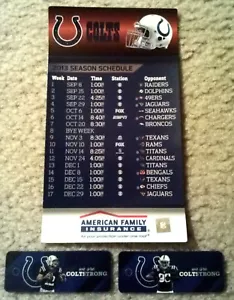 COLTS
2013 SEASON SCHEDULE
Week Date Time Station Opponent
1 SEP 8 1:00 RAIDERS
2 SEP 15 1:00 DOLPHINS
3 SEP 22 4:25 49ERS
4 SEP 29 1:00 JAGUARS
5 OCT 6 1:00 FOX SEAHAWKS
6 OCT 14 8:30 ESPN CHARGERS
7 OCT 20 8:30 BRONCOS
8 BYE WEEK
9 NOV 3 TEXANS
10 NOV 10 1:00 FOX RAMS
11 NOV 14 8:25 TITANS
12 NOV 24 CARDINALS
13 DEC 1 1:00 TITANS
14 DEC 8 1:00 BENGALS
15 DEC 15 1:00 TEXANS
16 DEC 22 CHIEFS
17 DEC 29 1:00 JAGUARS
AMERICAN FAMILY
INSURANCE
COLTSTRONG
COLTSTRONG